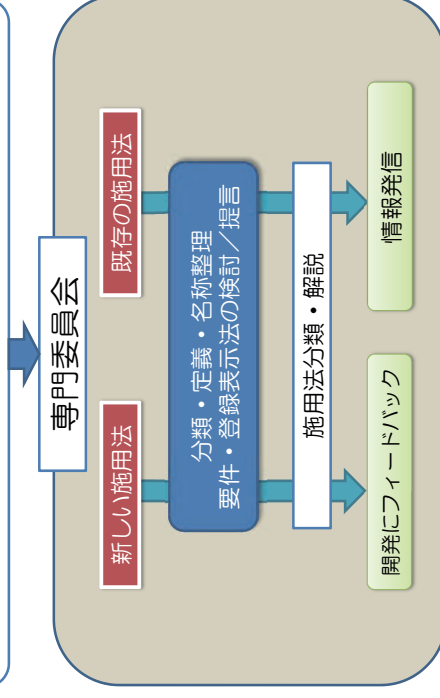 専門委員会
新しい施用法
既存の施用法
分類・定義・名称整理
要件・登録表示法の検討／提言
施用法分類・解説
開発にフィードバック
情報発信